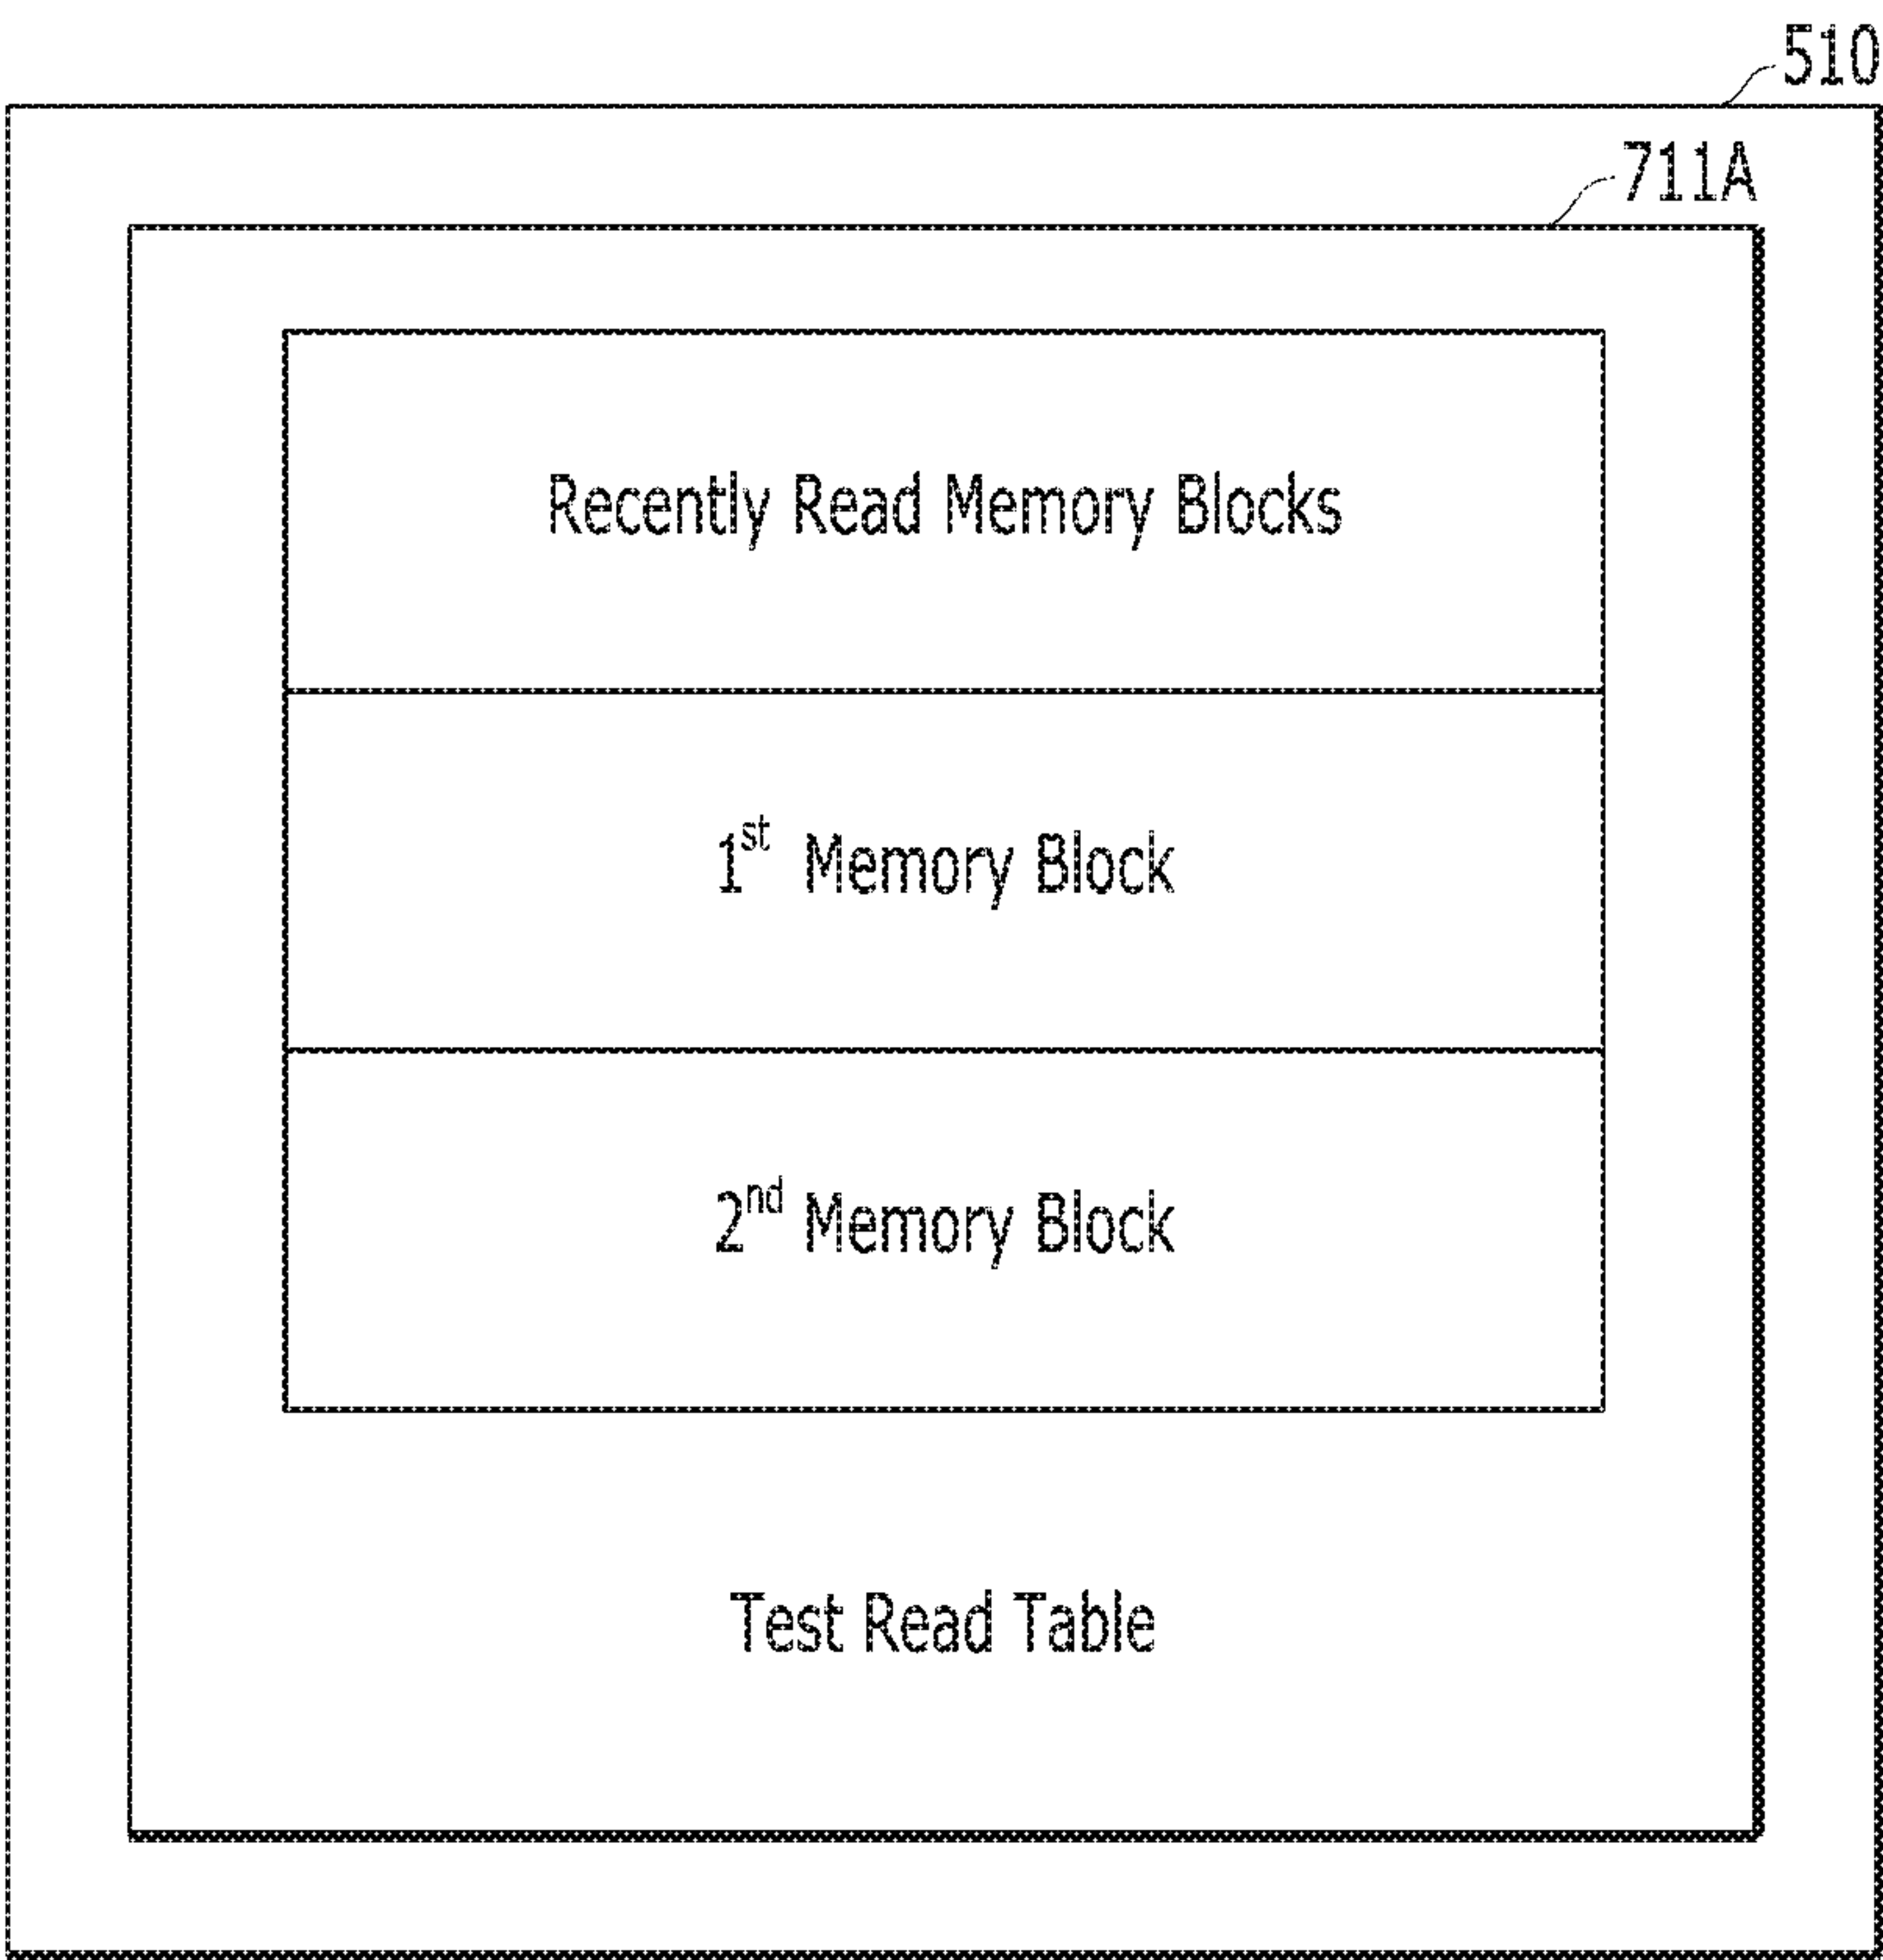 510
711A
Recently Read Memory Blocks
1st Memory Block
2nd Memory Block
Test Read Table